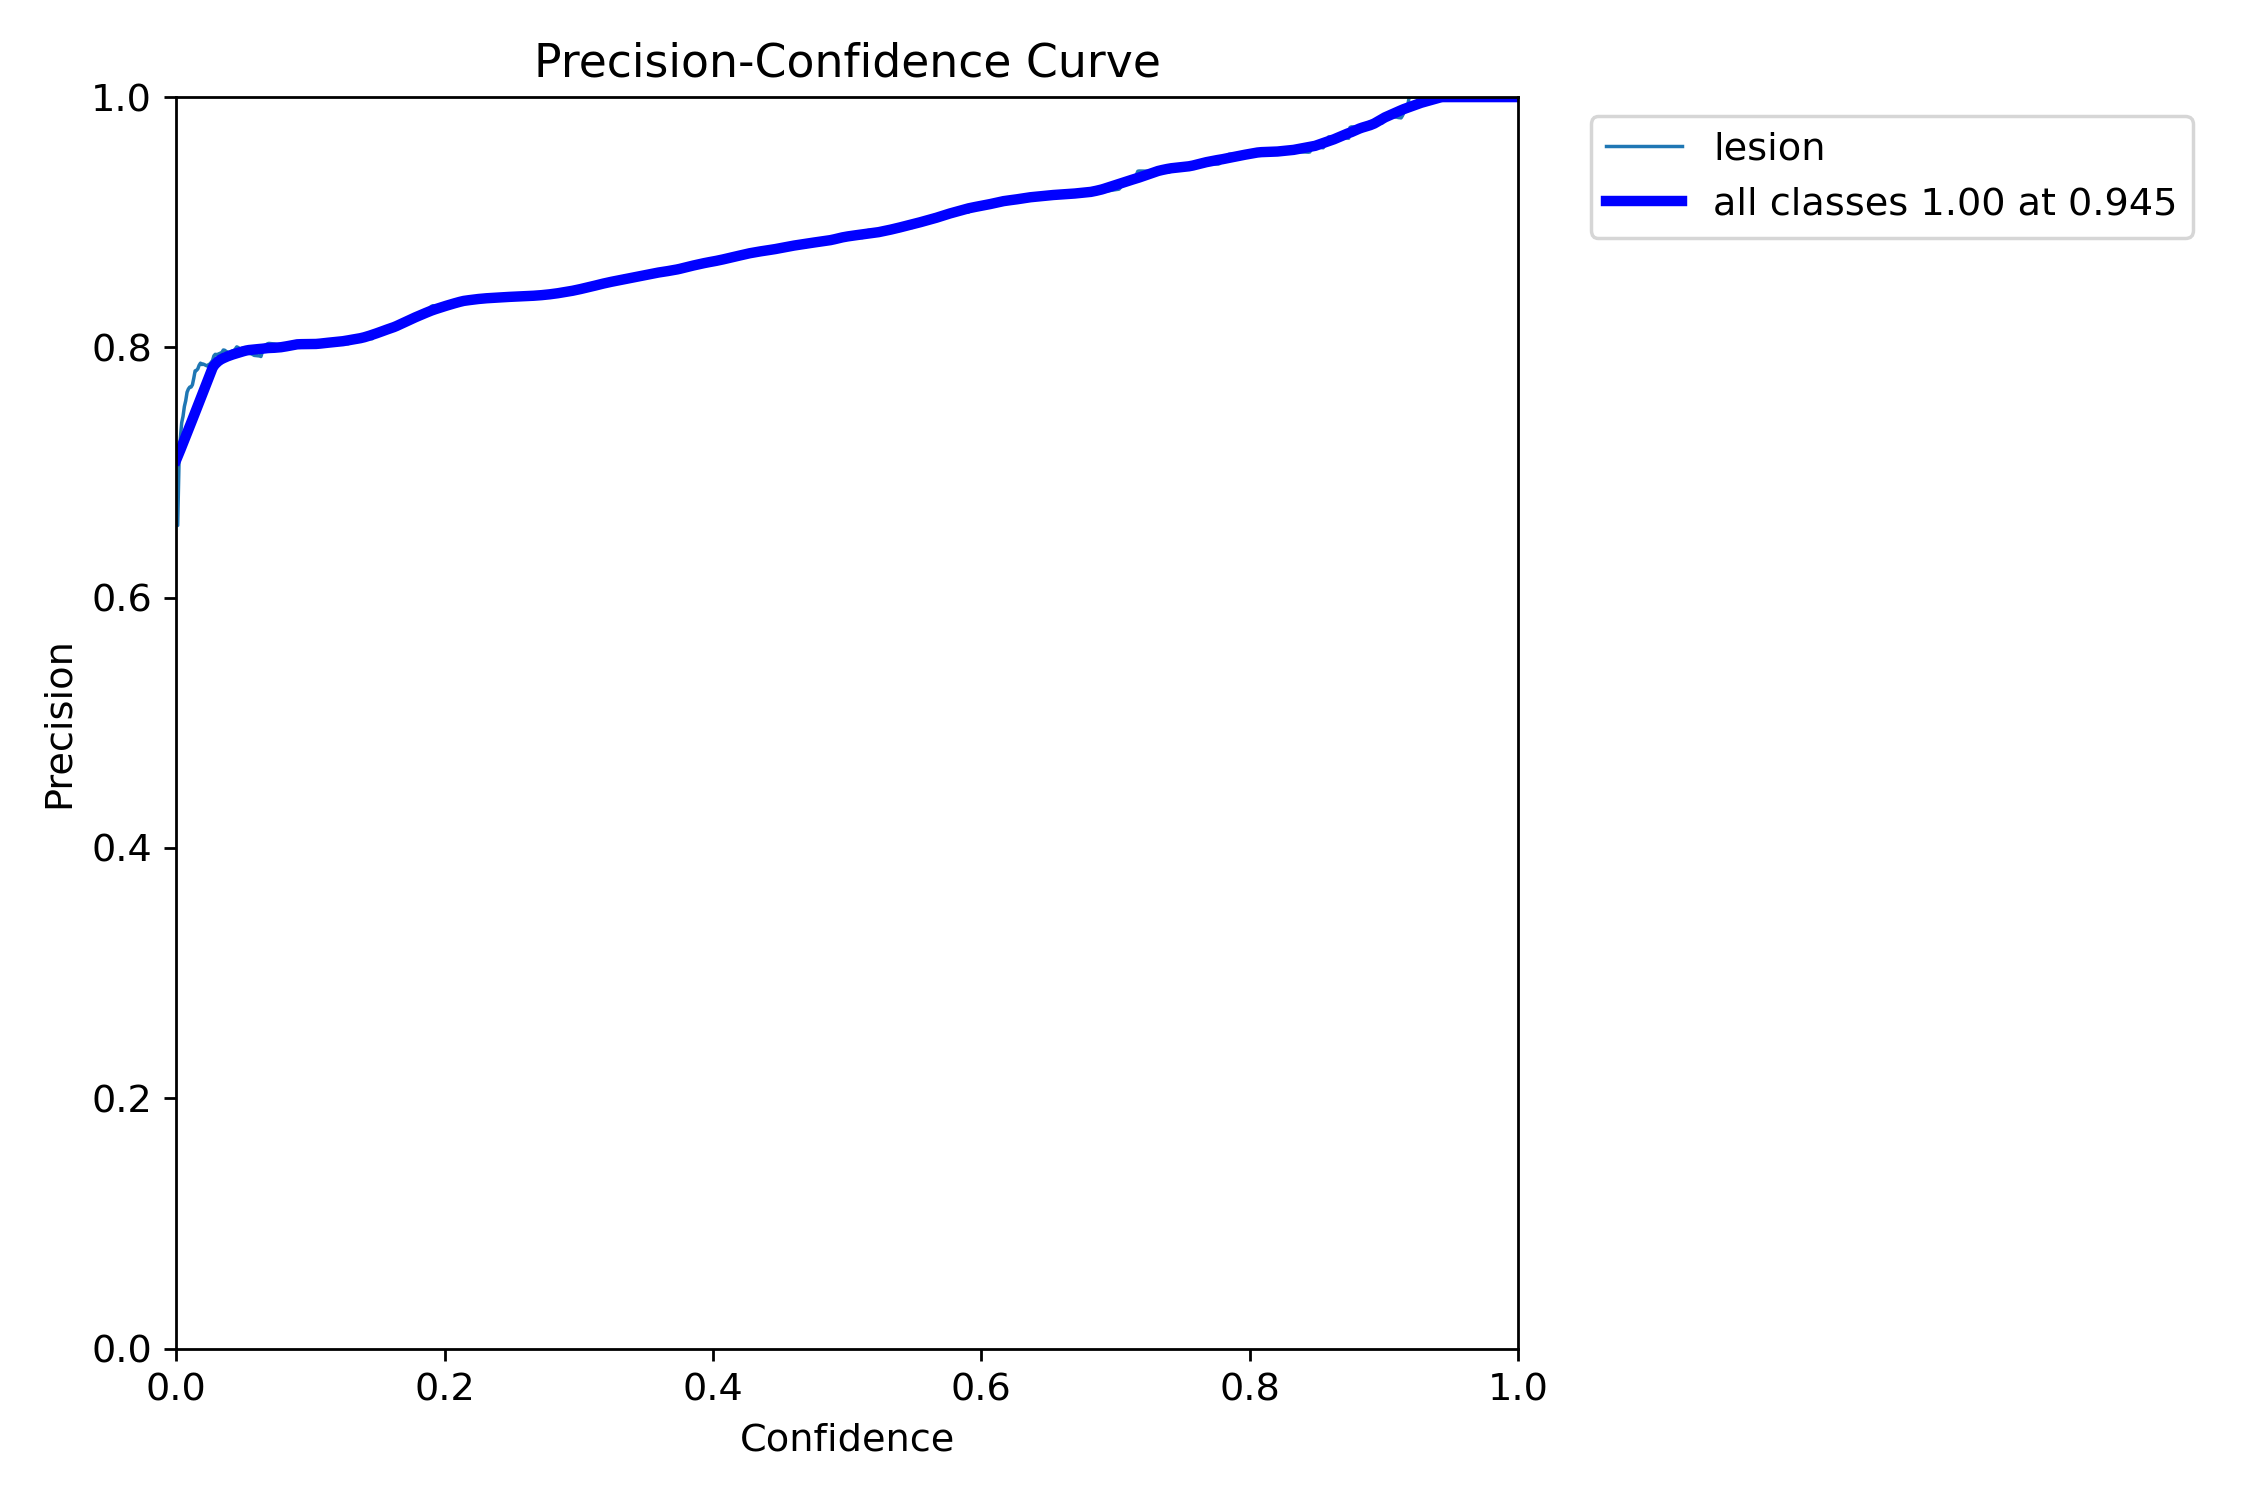 Precision-Confidence Curve
1.0
0.8
0.6
0.4
0.2
0.0
Precision
0.0 0.2 0.4 0.6 0.8 1.0
Confidence
lesion
all classes 1.00 at 0.945